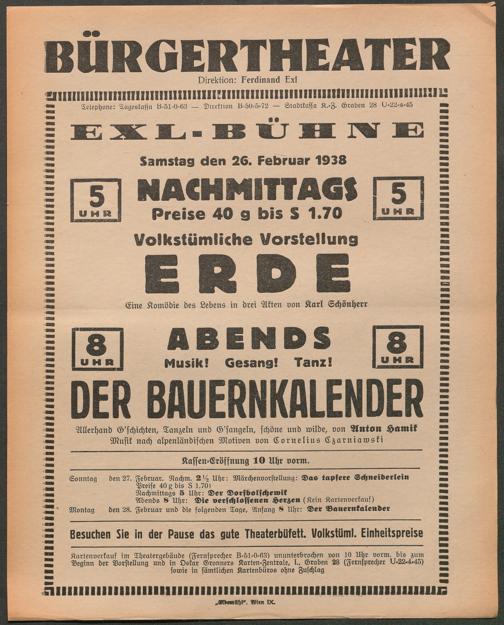 BÜRGERTHEATER
Direktion: Ferdinand Exl
Telephone: Tageskassa B-51-0-63 — Direktion B-50-5-72 — Stadtkassa K.-J. Graben 28 U-22-4-45
EXL-BÜHNE
Samstag den 26. Februar 1938
5 UHR
NACHMITTAGS
5 UHR
Preise 40 g bis S 1.70
Volkstümliche Vorstellung
ERDE
Eine Komödie des Lebens in drei Akten von Karl Schönherr
8 UHR
ABENDS
8 UHR
Musik! Gesang! Tanz!
DER BAUERNKALENDER
Allerhand G'schichten, Tanzeln und G'sangeln, schöne und wilde, von Anton Hamik
Musik nach alpenländischen Motiven von Cornelius Czarniawski
Kassen-Eröffnung 10 Uhr vorm.
Sonntag den 27. Februar. Nachm. 2½ Uhr: Märchenvorstellung: Das tapfere Schneiderlein
Preise 40 g bis S 1.70!
Nachmittags 5 Uhr: Der Dorfbolschewik
Abends 8 Uhr: Die verschlossenen Herzen (Kein Kartenverkauf)
Montag den 28. Februar und die folgenden Tage, Anfang 8 Uhr: Der Bauernkalender
Besuchen Sie in der Pause das gute Theaterbüfett. Volkstüml. Einheitspreise
Kartenverkauf im Theatergebäude (Fernsprecher B-51-0-63) ununterbrochen von 10 Uhr vorm. bis zum
Beginn der Vorstellung und in Oskar Gronners Karten-Zentrale, I., Graben 28 (Fernsprecher U-22-4-45)
sowie in sämtlichen Kartenbüros ohne Zuschlag
Wien IX.